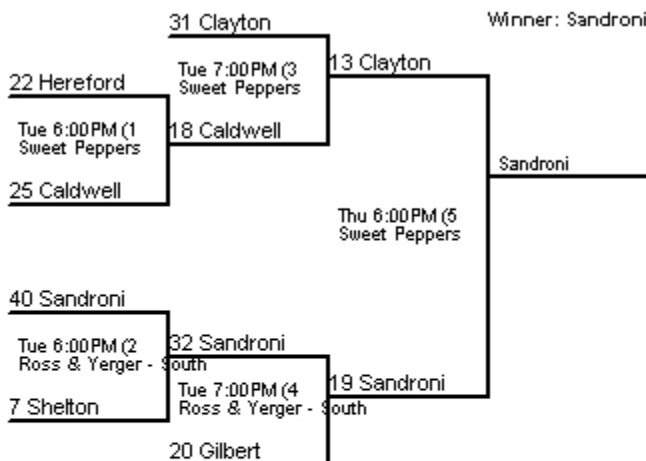 31 Clayton
Winner: Sandroni
Tue 7:00PM (3
Sweet Peppers
13 Clayton
22 Hereford
Tue 6:00PM (1
Sweet Peppers
18 Caldwell
25 Caldwell
Sandroni
Thu 6:00PM (5
Sweet Peppers
40 Sandroni
Tue 6:00PM (2
Ross & Yerger - South
32 Sandroni
7 Shelton
Tue 7:00PM (4
Ross & Yerger - South
19 Sandroni
20 Gilbert